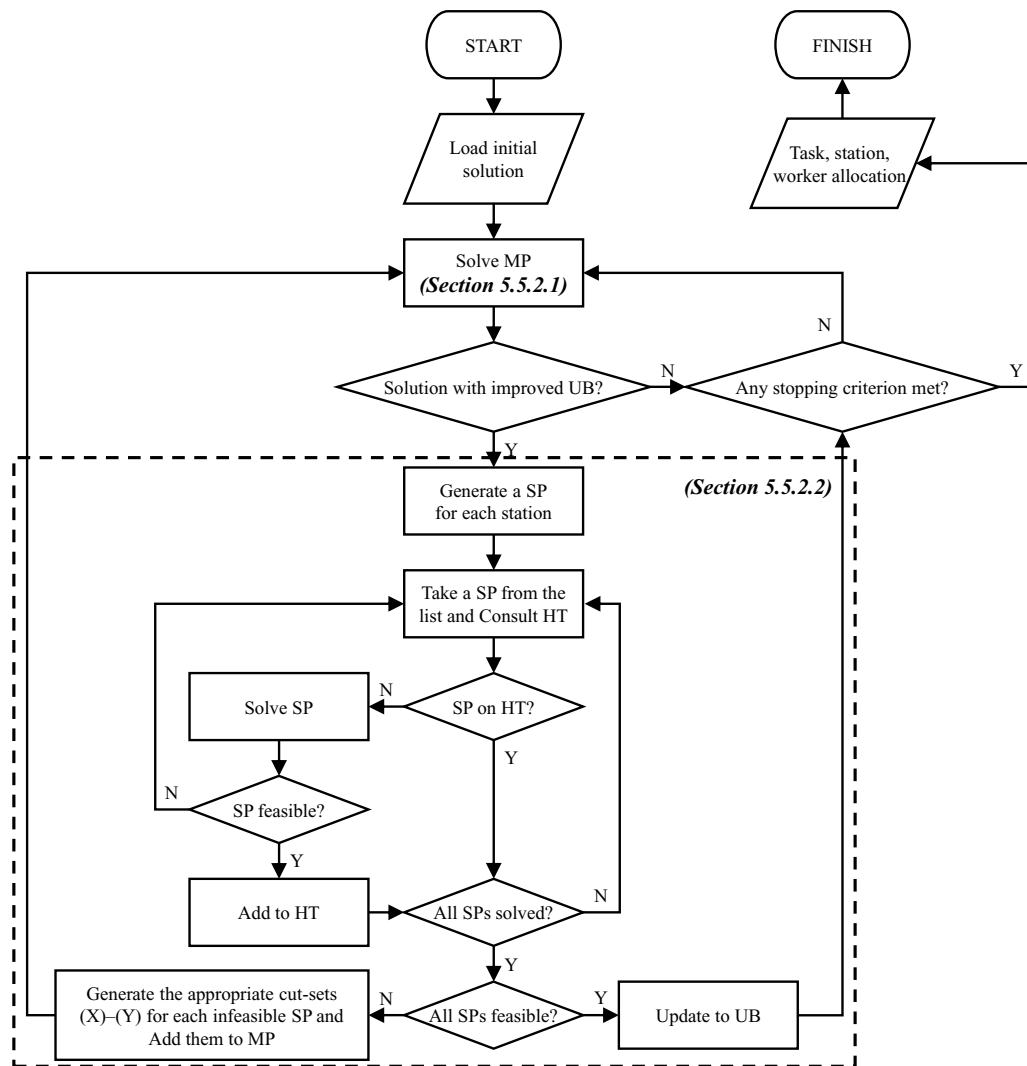 START
FINISH
Load initial
solution
Task, station,
worker allocation
Solve MP
(Section 5.5.2.1)
N
Solution with improved UB?
N
Any stopping criterion met?
Y
Y
(Section 5.5.2.2)
Generate a SP
for each station
Take a SP from the
list and Consult HT
Solve SP
N
SP on HT?
Y
N
SP feasible?
Y
Add to HT
All SPs solved?
N
Y
Generate the appropriate cut-sets
(X)–(Y) for each infeasible SP and
Add them to MP
N
All SPs feasible?
Y
Update to UB